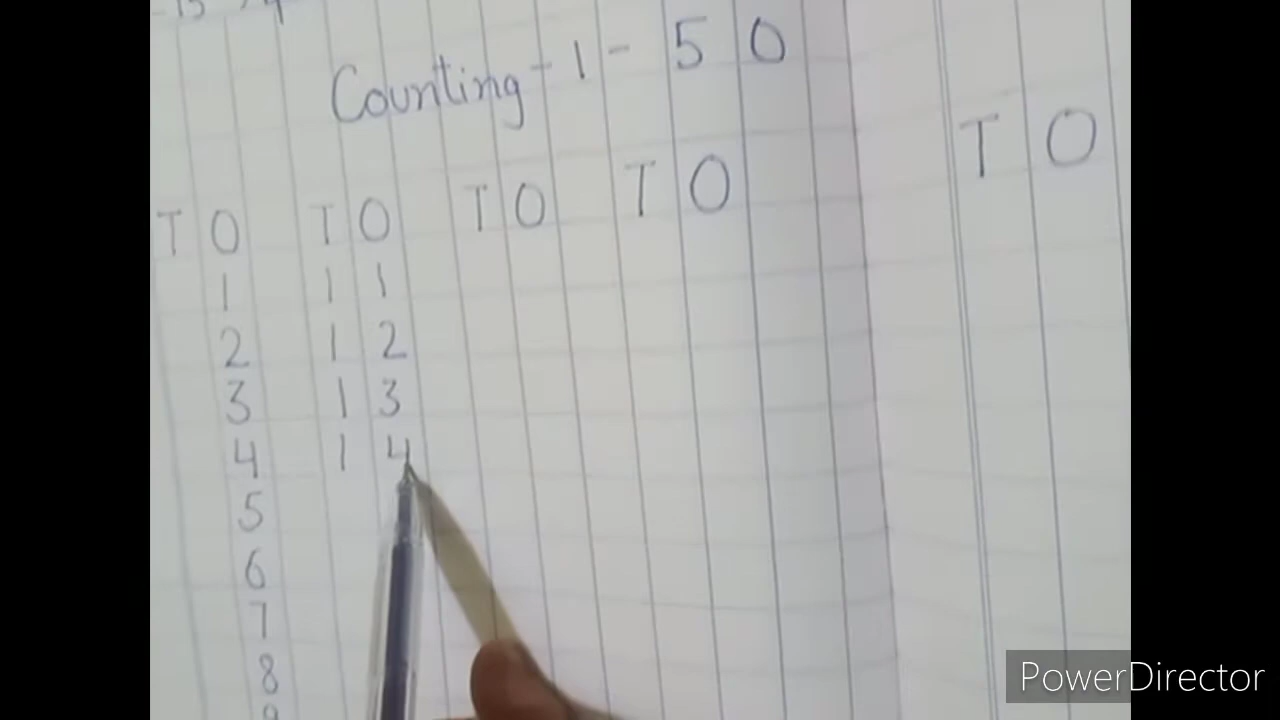 Counting - 1 - 50
T O T O T O T O T O
1 1 1
2 1 2
3 1 3
4 1 4
5
6
7
8
PowerDirector